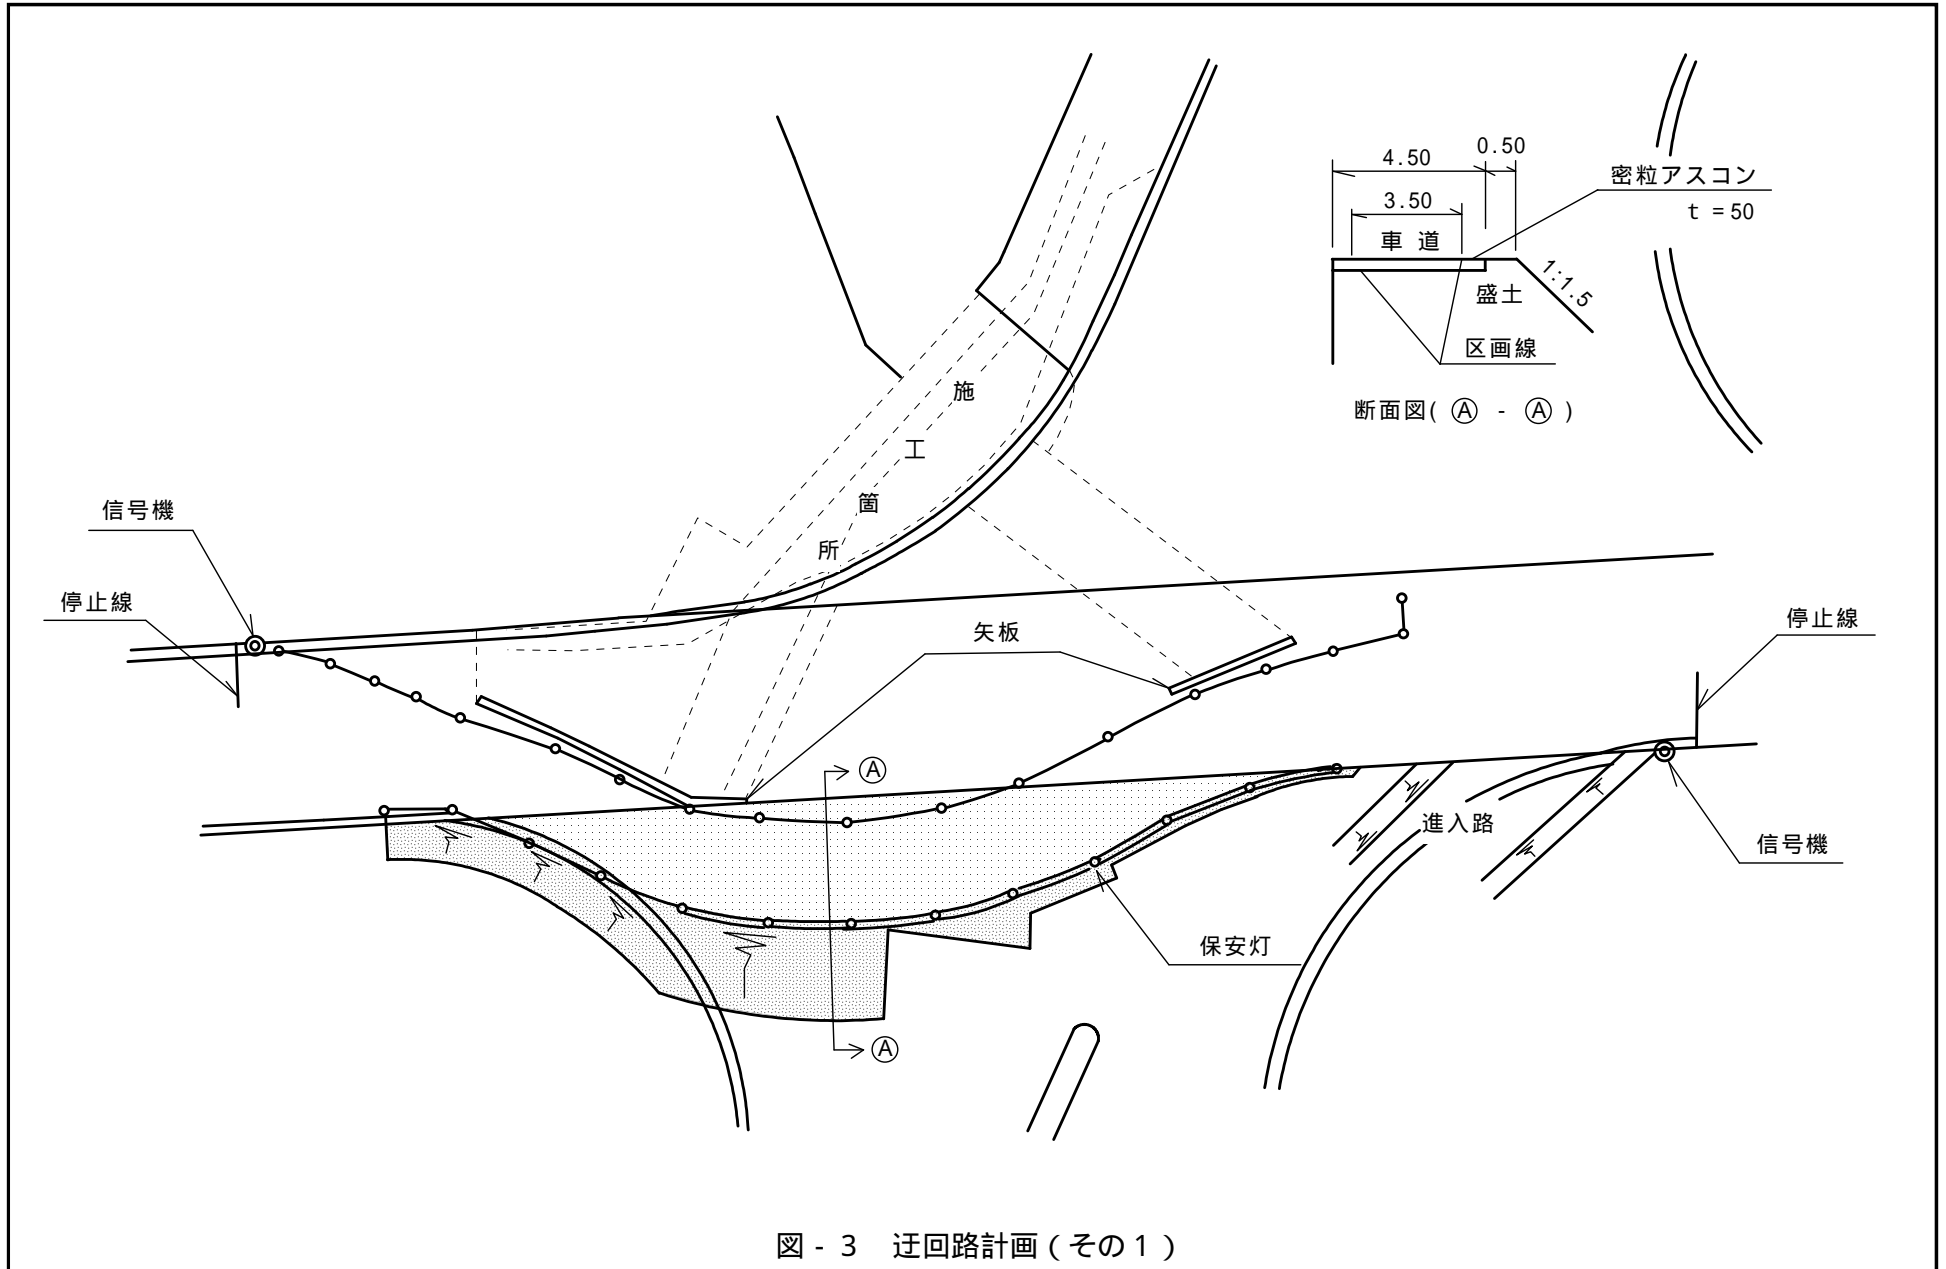 4.50
0.50
3.50
車 道
密粒アスコン
t = 50
1:1.5
盛土
区画線
断面図( Ⓐ - Ⓐ )
施
工
箇
所
信号機
停止線
矢板
停止線
Ⓐ
進入路
信号機
保安灯
Ⓐ
図 - 3 迂回路計画 ( その 1 )